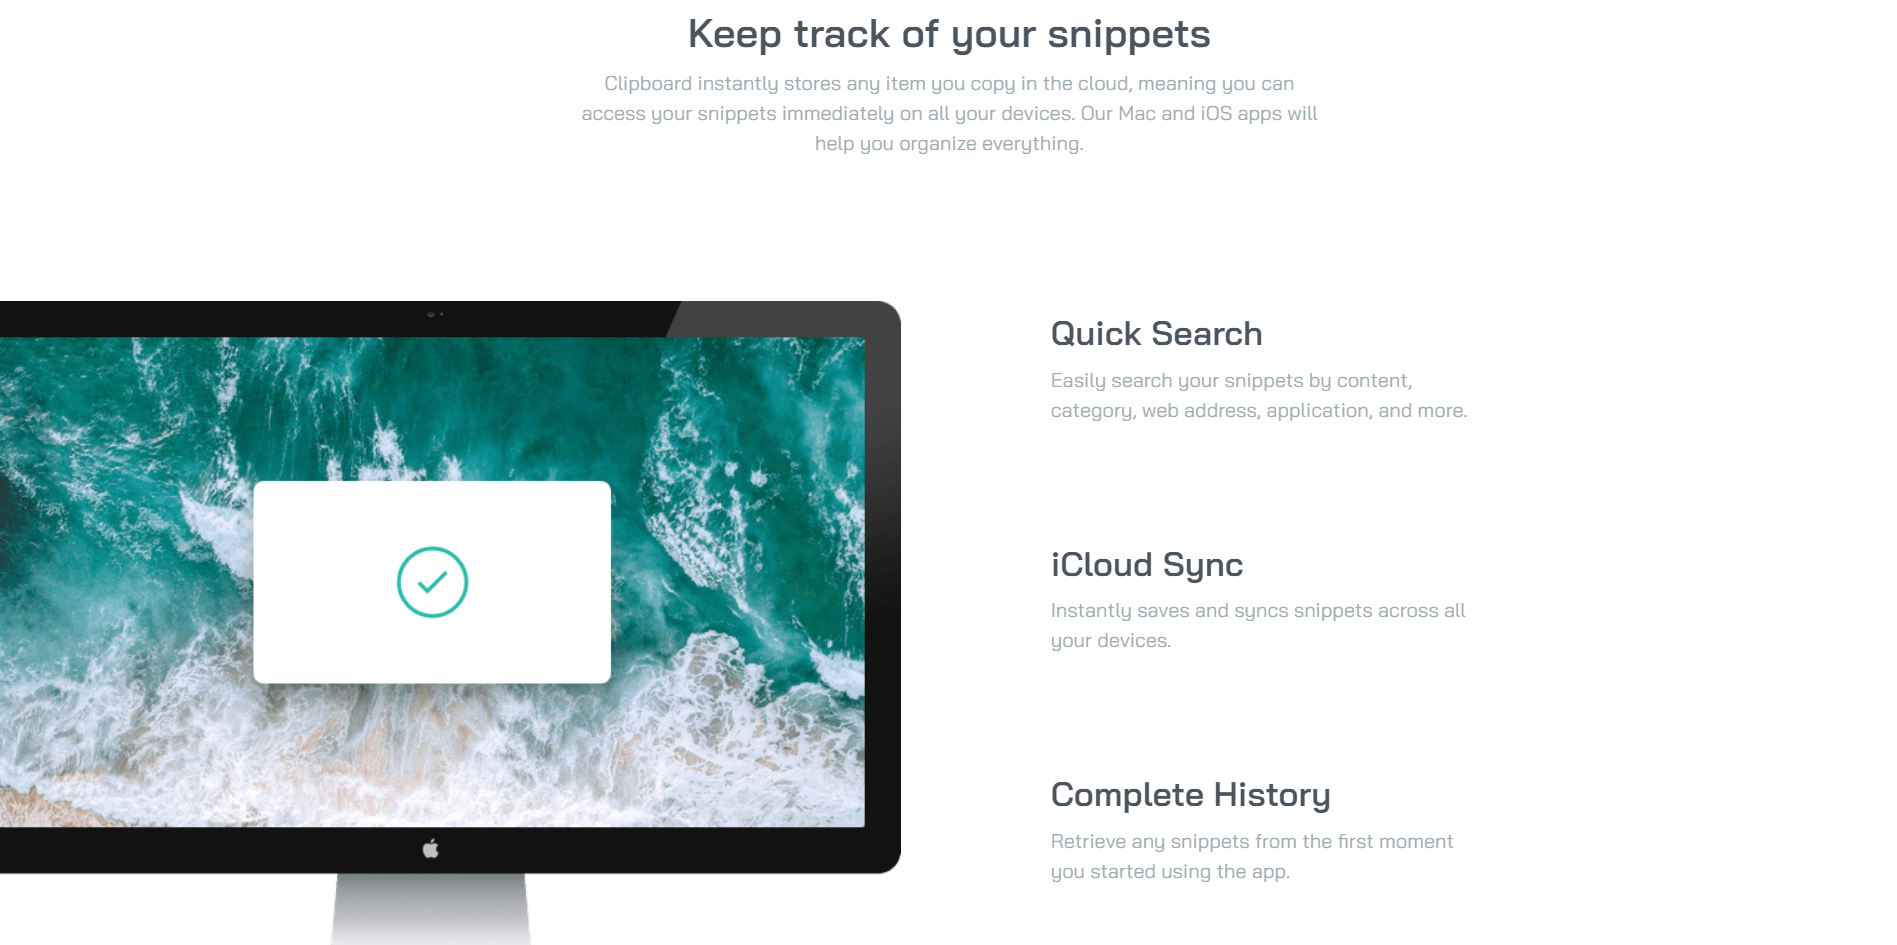 Keep track of your snippets
Clipboard instantly stores any item you copy in the cloud, meaning you can
access your snippets immediately on all your devices. Our Mac and iOS apps will
help you organize everything.
Quick Search
Easily search your snippets by content,
category, web address, application, and more.
iCloud Sync
Instantly saves and syncs snippets across all
your devices.
Complete History
Retrieve any snippets from the first moment
you started using the app.